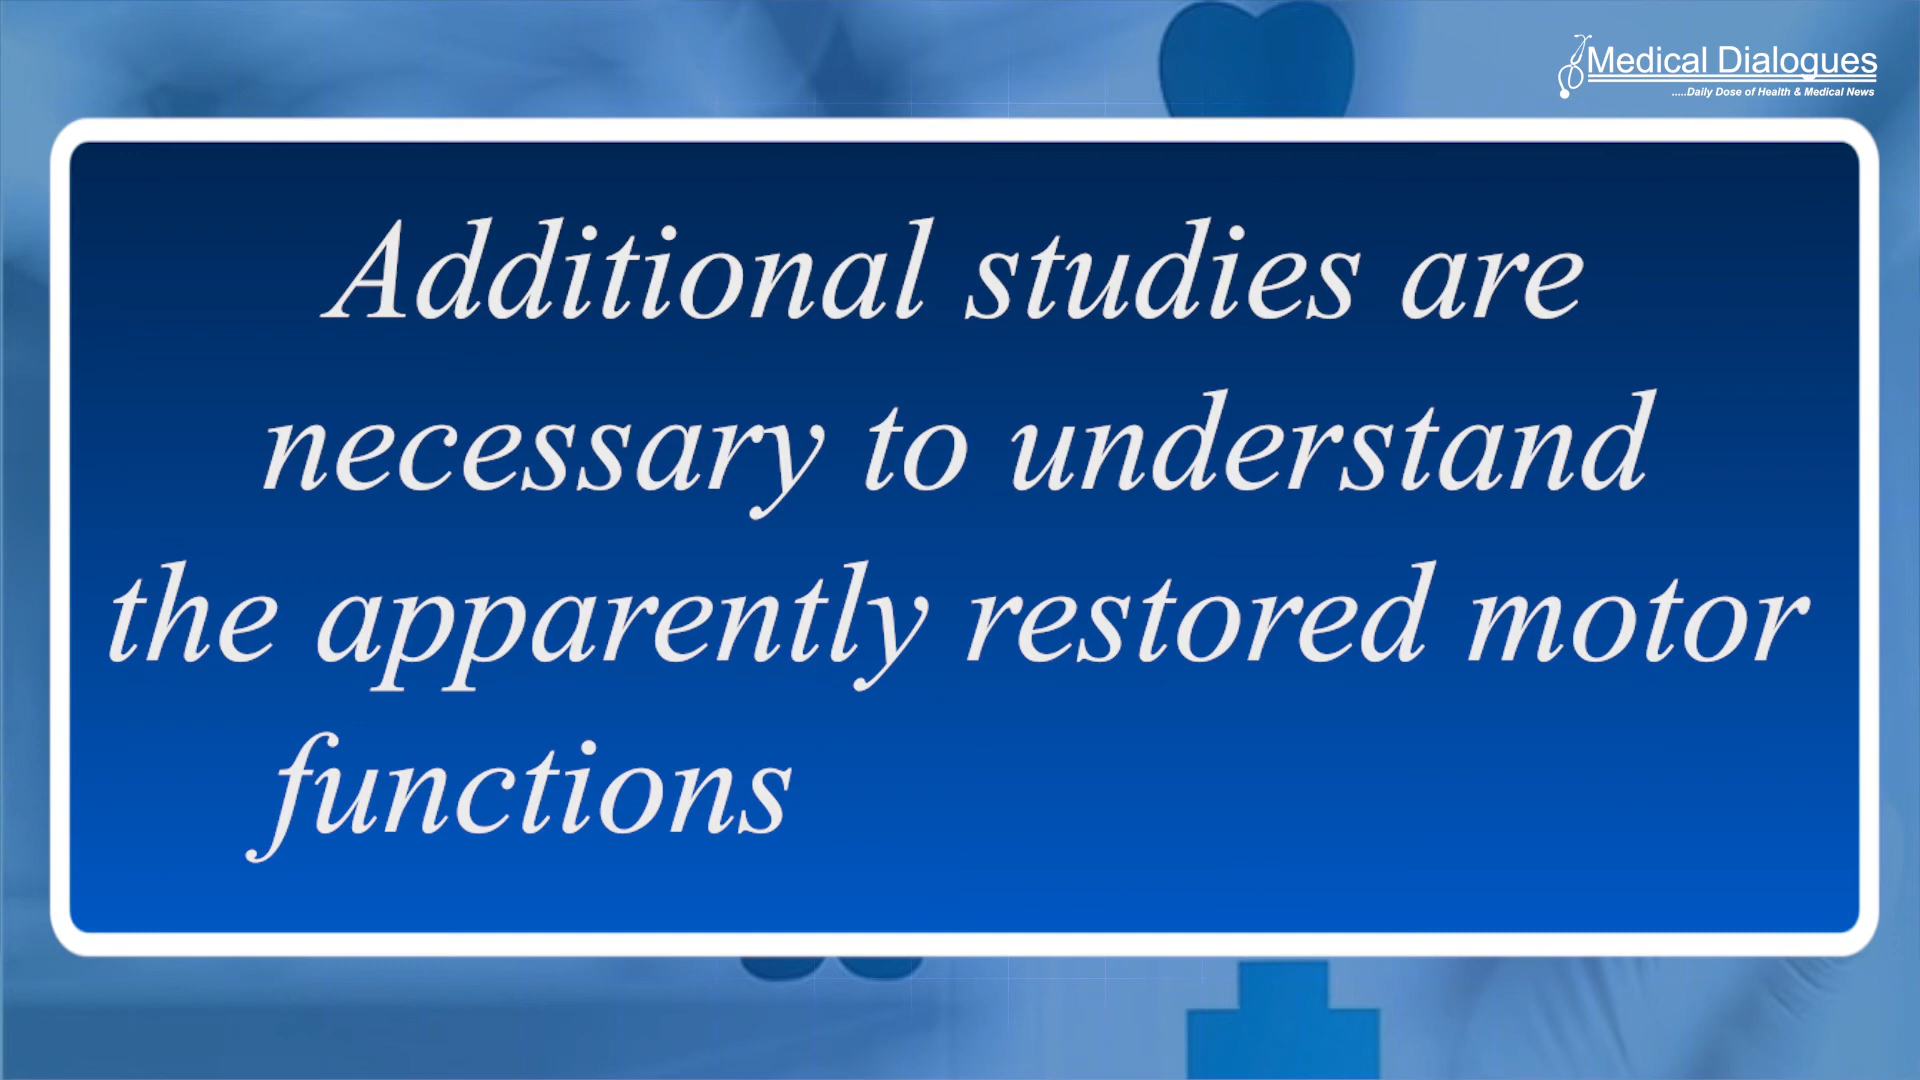 Medical Dialogues
.....Daily Dose of Health & Medical News
Additional studies are
necessary to understand
the apparently restored motor
functions